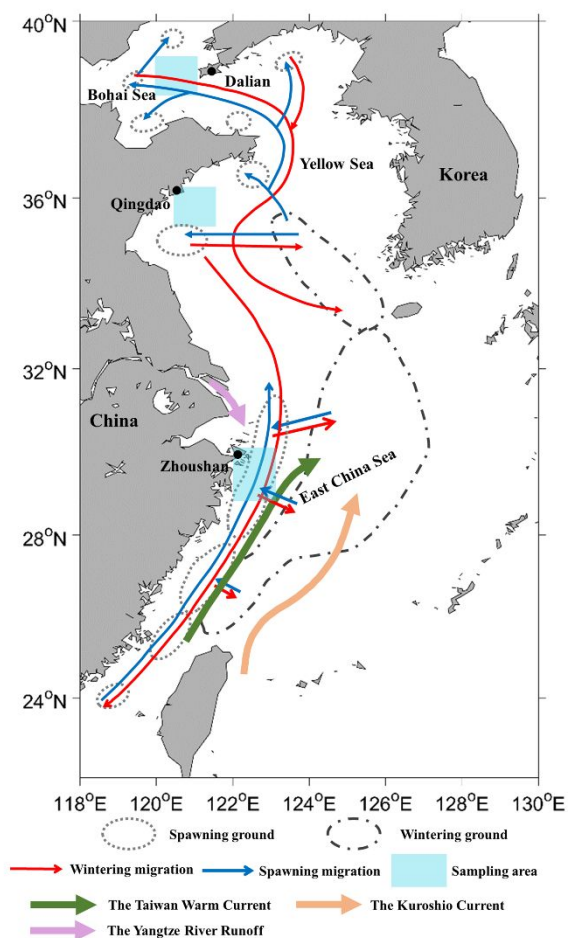 40°N
Dalian
Bohai Sea
Yellow Sea
Korea
36°N
Qingdao
32°N
China
Zhoushan
East China Sea
28°N
24°N
118°E 120°E 122°E 124°E 126°E 128°E 130°E
Spawning ground Wintering ground
Wintering migration Spawning migration Sampling area
The Taiwan Warm Current The Kuroshio Current
The Yangtze River Runoff